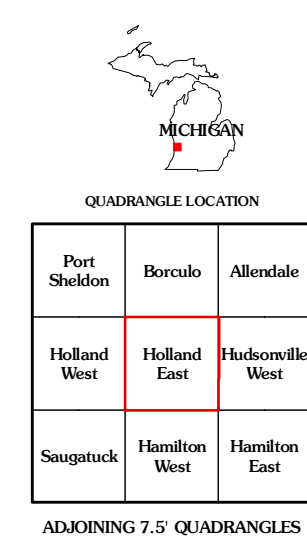 MICHIGAN
QUADRANGLE LOCATION
Port
Sheldon
Borculo
Allendale
Holland
West
Holland
East
Hudsonville
West
Saugatuck
Hamilton
West
Hamilton
East
ADJOINING 7.5' QUADRANGLES